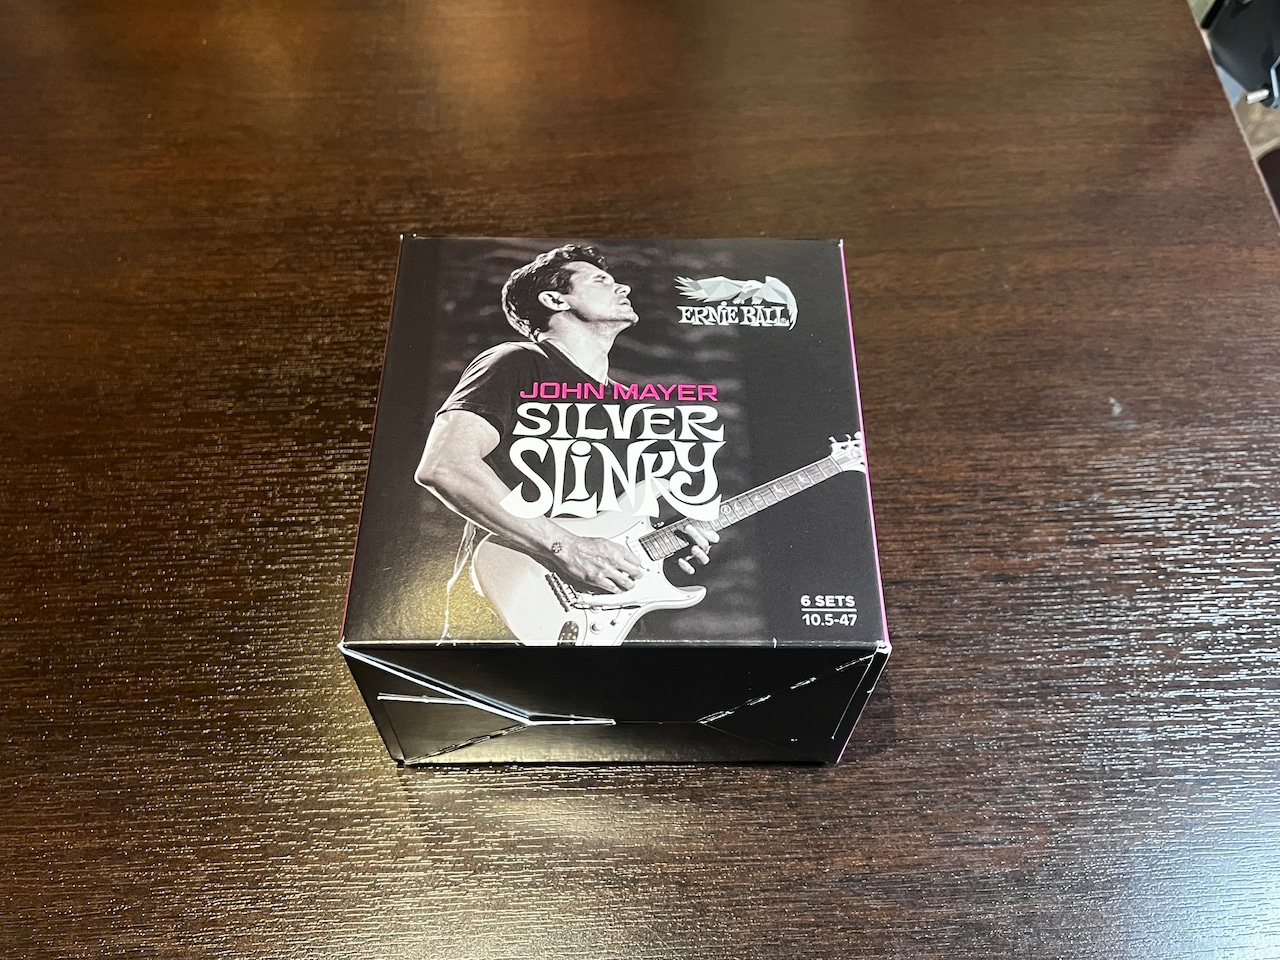 ERNIE BALL
JOHN MAYER
SILVER
SLINKY
6 SETS
10.5-47